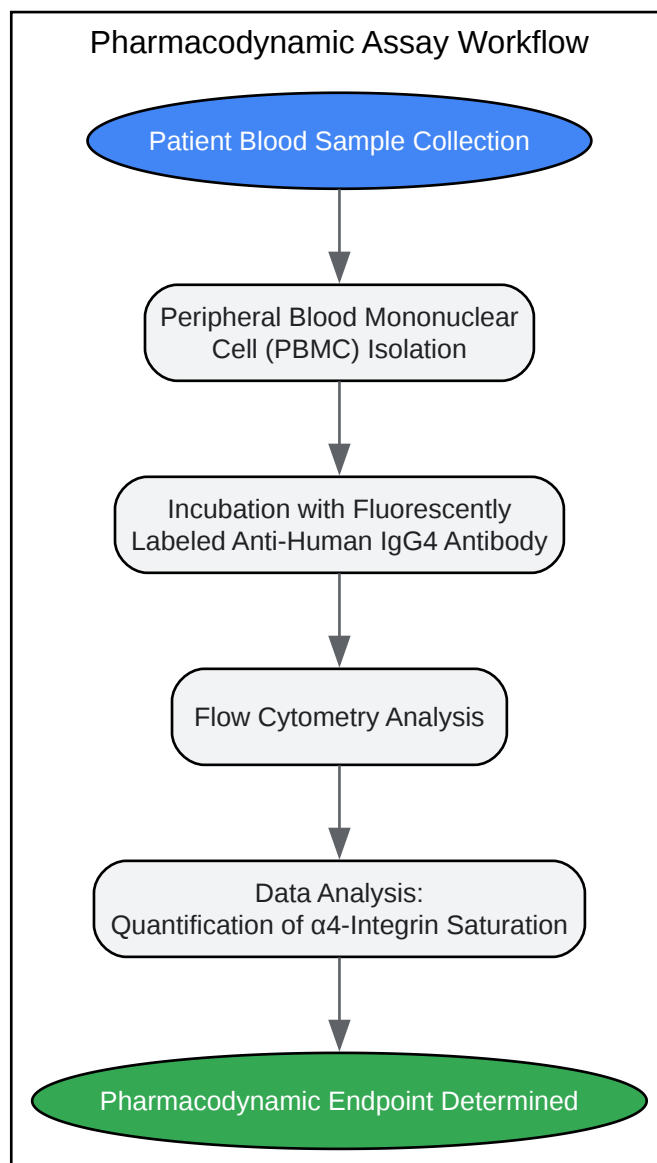 Pharmacodynamic Assay Workflow
Patient Blood Sample Collection
Peripheral Blood Mononuclear
Cell (PBMC) Isolation
Incubation with Fluorescently
Labeled Anti-Human IgG4 Antibody
Flow Cytometry Analysis
Data Analysis:
Quantification of α4-Integrin Saturation
Pharmacodynamic Endpoint Determined